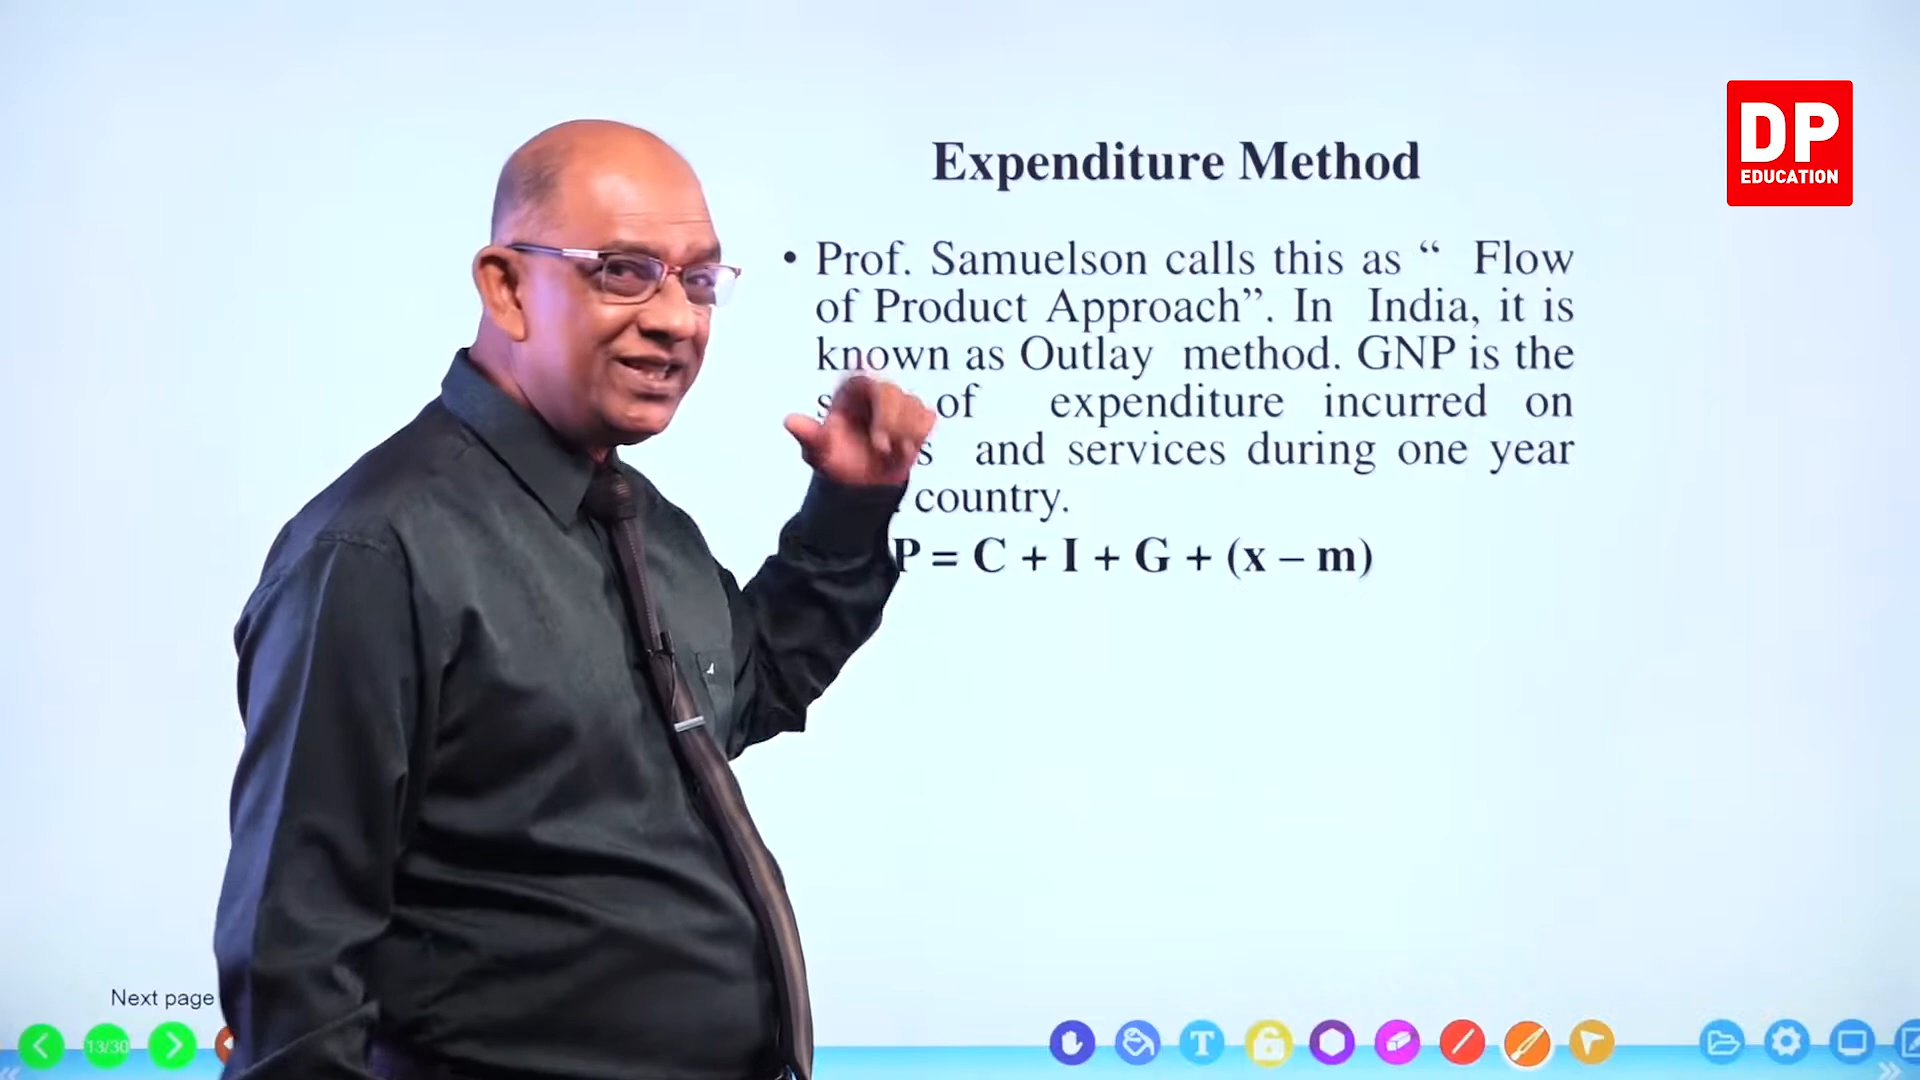 DP
EDUCATION
Expenditure Method
• Prof. Samuelson calls this as “ Flow
of Product Approach”. In India, it is
known as Outlay method. GNP is the
of expenditure incurred on
and services during one year
country.
P = C + I + G + (x – m)
Next page
13/30
T